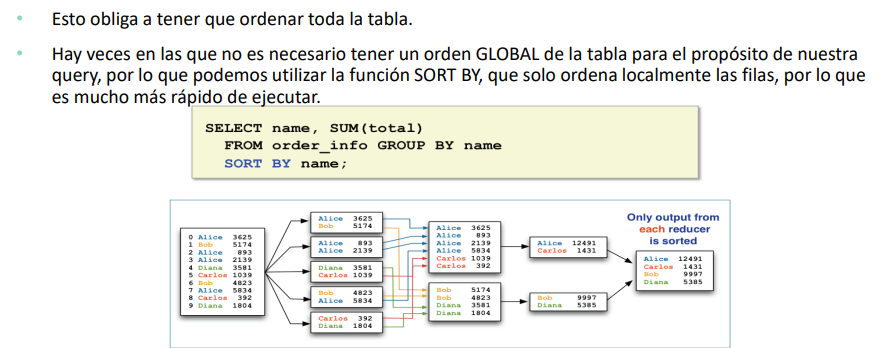 Esto obliga a tener que ordenar toda la tabla.
Hay veces en las que no es necesario tener un orden GLOBAL de la tabla para el propósito de nuestra
query, por lo que podemos utilizar la función SORT BY, que solo ordena localmente las filas, por lo que
es mucho más rápido de ejecutar.
SELECT name, SUM(total)
FROM order_info GROUP BY name
SORT BY name;
0 Alice 3625
1 Bob 5174
2 Alice 893
3 Alice 2139
4 Diana 3581
5 Carlos 1039
6 Bob 4823
7 Alice 5834
8 Carlos 392
9 Diana 1804
Alice 3625
Bob 5174
Alice 893
Alice 2139
Diana 3581
Carlos 1039
Bob 4823
Alice 5834
Carlos 392
Diana 1804
Alice 3625
Alice 893
Alice 2139
Alice 5834
Carlos 1039
Carlos 392
Bob 5174
Bob 4823
Diana 3581
Diana 1804
Alice 12491
Carlos 1431
Bob 9997
Diana 5385
Only output from
each reducer
is sorted
Alice 12491
Carlos 1431
Bob 9997
Diana 5385